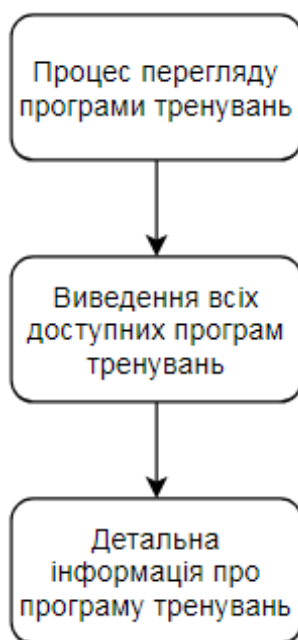 Процес перегляду
програми тренувань
Виведення всіх
доступних програм
тренувань
Детальна
інформація про
програму тренувань